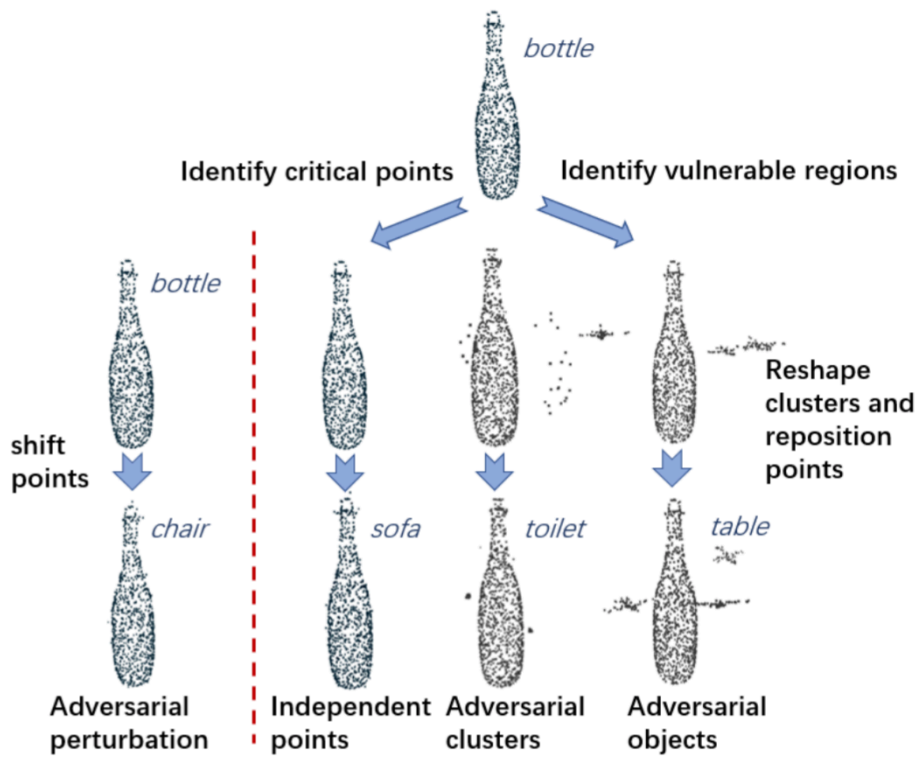 bottle
Identify critical points
Identify vulnerable regions
bottle
Reshape
clusters and
reposition
points
shift
points
chair
sofa
toilet
table
Adversarial
perturbation
Independent
points
Adversarial
clusters
Adversarial
objects